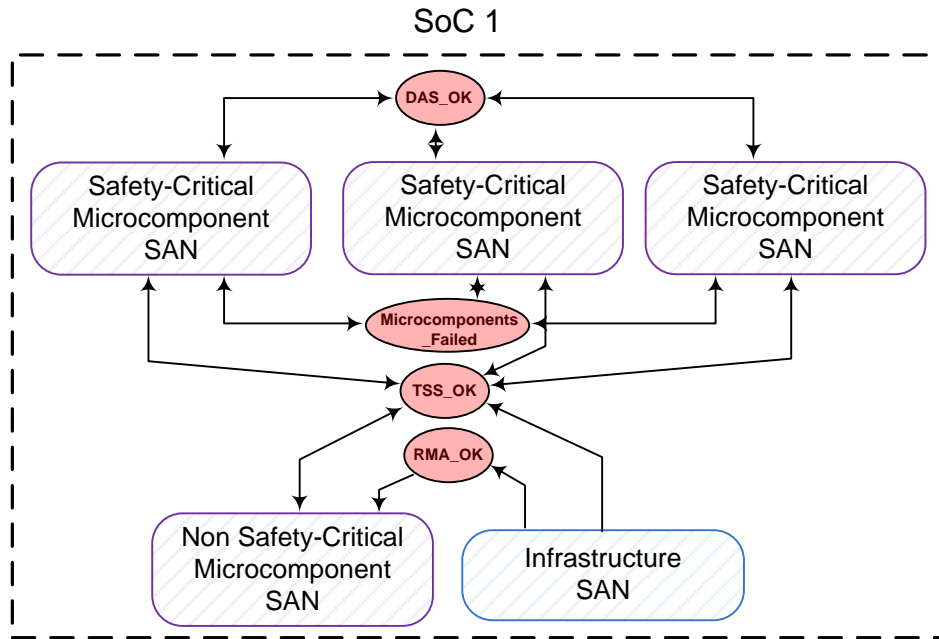 SoC 1
DAS_OK
Safety-Critical
Microcomponent
SAN
Safety-Critical
Microcomponent
SAN
Safety-Critical
Microcomponent
SAN
Microcomponents
_Failed
TSS_OK
RMA_OK
Non Safety-Critical
Microcomponent
SAN
Infrastructure
SAN